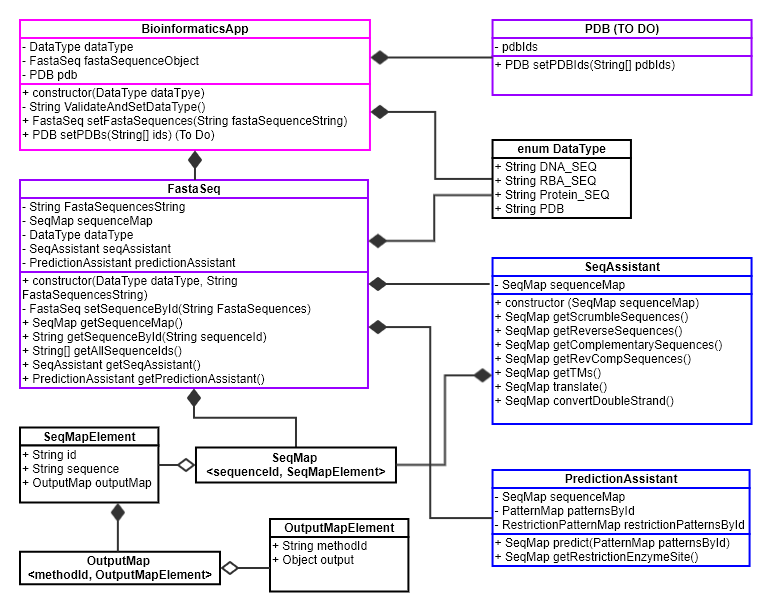 BioinformaticsApp
- DataType dataType
- FastaSeq fastaSequenceObject
- PDB pdb
+ constructor(DataType dataTpye)
- String ValidateAndSetDataType()
+ FastaSeq setFastaSequences(String fastaSequenceString)
+ PDB setPDBs(String[] ids) (To Do)
PDB (TO DO)
- pdbIds
+ PDB setPDBIds(String[] pdbIds)
enum DataType
+ String DNA_SEQ
+ String RBA_SEQ
+ String Protein_SEQ
+ String PDB
FastaSeq
- String FastaSequencesString
- SeqMap sequenceMap
- DataType dataType
- SeqAssistant seqAssistant
- PredictionAssistant predictionAssistant
+ constructor(DataType dataType, String
FastaSequencesString)
- FastaSeq setSequenceById(String FastaSequences)
+ SeqMap getSequenceMap()
+ String getSequenceById(String sequenceId)
+ String[] getAllSequenceIds()
+ SeqAssistant getSeqAssistant()
+ PredictionAssistant getPredictionAssistant()
SeqAssistant
- SeqMap sequenceMap
+ constructor (SeqMap sequenceMap)
+ SeqMap getScrumbleSequences()
+ SeqMap getReverseSequences()
+ SeqMap getComplementarySequences()
+ SeqMap getRevCompSequences()
+ SeqMap getTMs()
+ SeqMap translate()
+ SeqMap convertDoubleStrand()
SeqMapElement
+ String id
+ String sequence
+ OutputMap outputMap
SeqMap
<sequenceId, SeqMapElement>
PredictionAssistant
- SeqMap sequenceMap
- PatternMap patternsById
- RestrictionPatternMap restrictionPatternsById
+ SeqMap predict(PatternMap patternsById)
+ SeqMap getRestrictionEnzymeSite()
OutputMap
<methodId, OutputMapElement>
OutputMapElement
+ String methodId
+ Object output